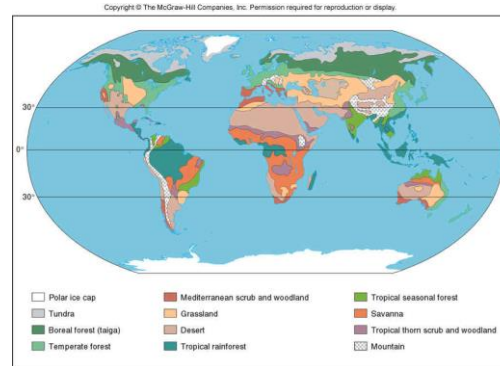 Copyright © The McGraw-Hill Companies, Inc. Permission required for reproduction or display.
30°
0°
30°
Polar ice cap
Tundra
Boreal forest (taiga)
Temperate forest
Mediterranean scrub and woodland
Grassland
Desert
Tropical rainforest
Tropical seasonal forest
Savanna
Tropical thorn scrub and woodland
Mountain